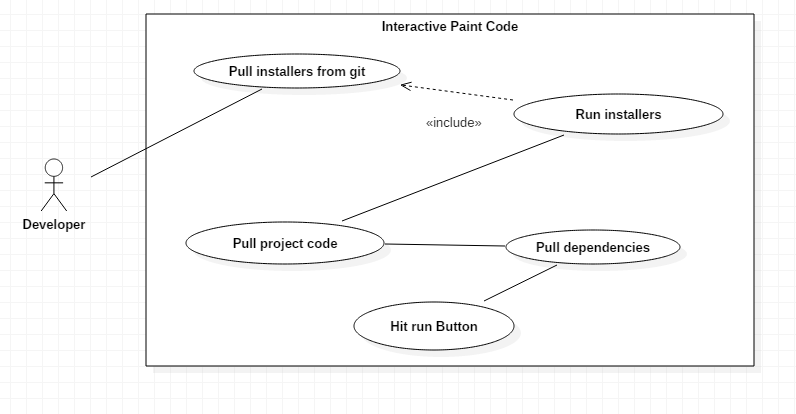 Interactive Paint Code
Pull installers from git
Run installers
«include»
Developer
Pull project code
Pull dependencies
Hit run Button